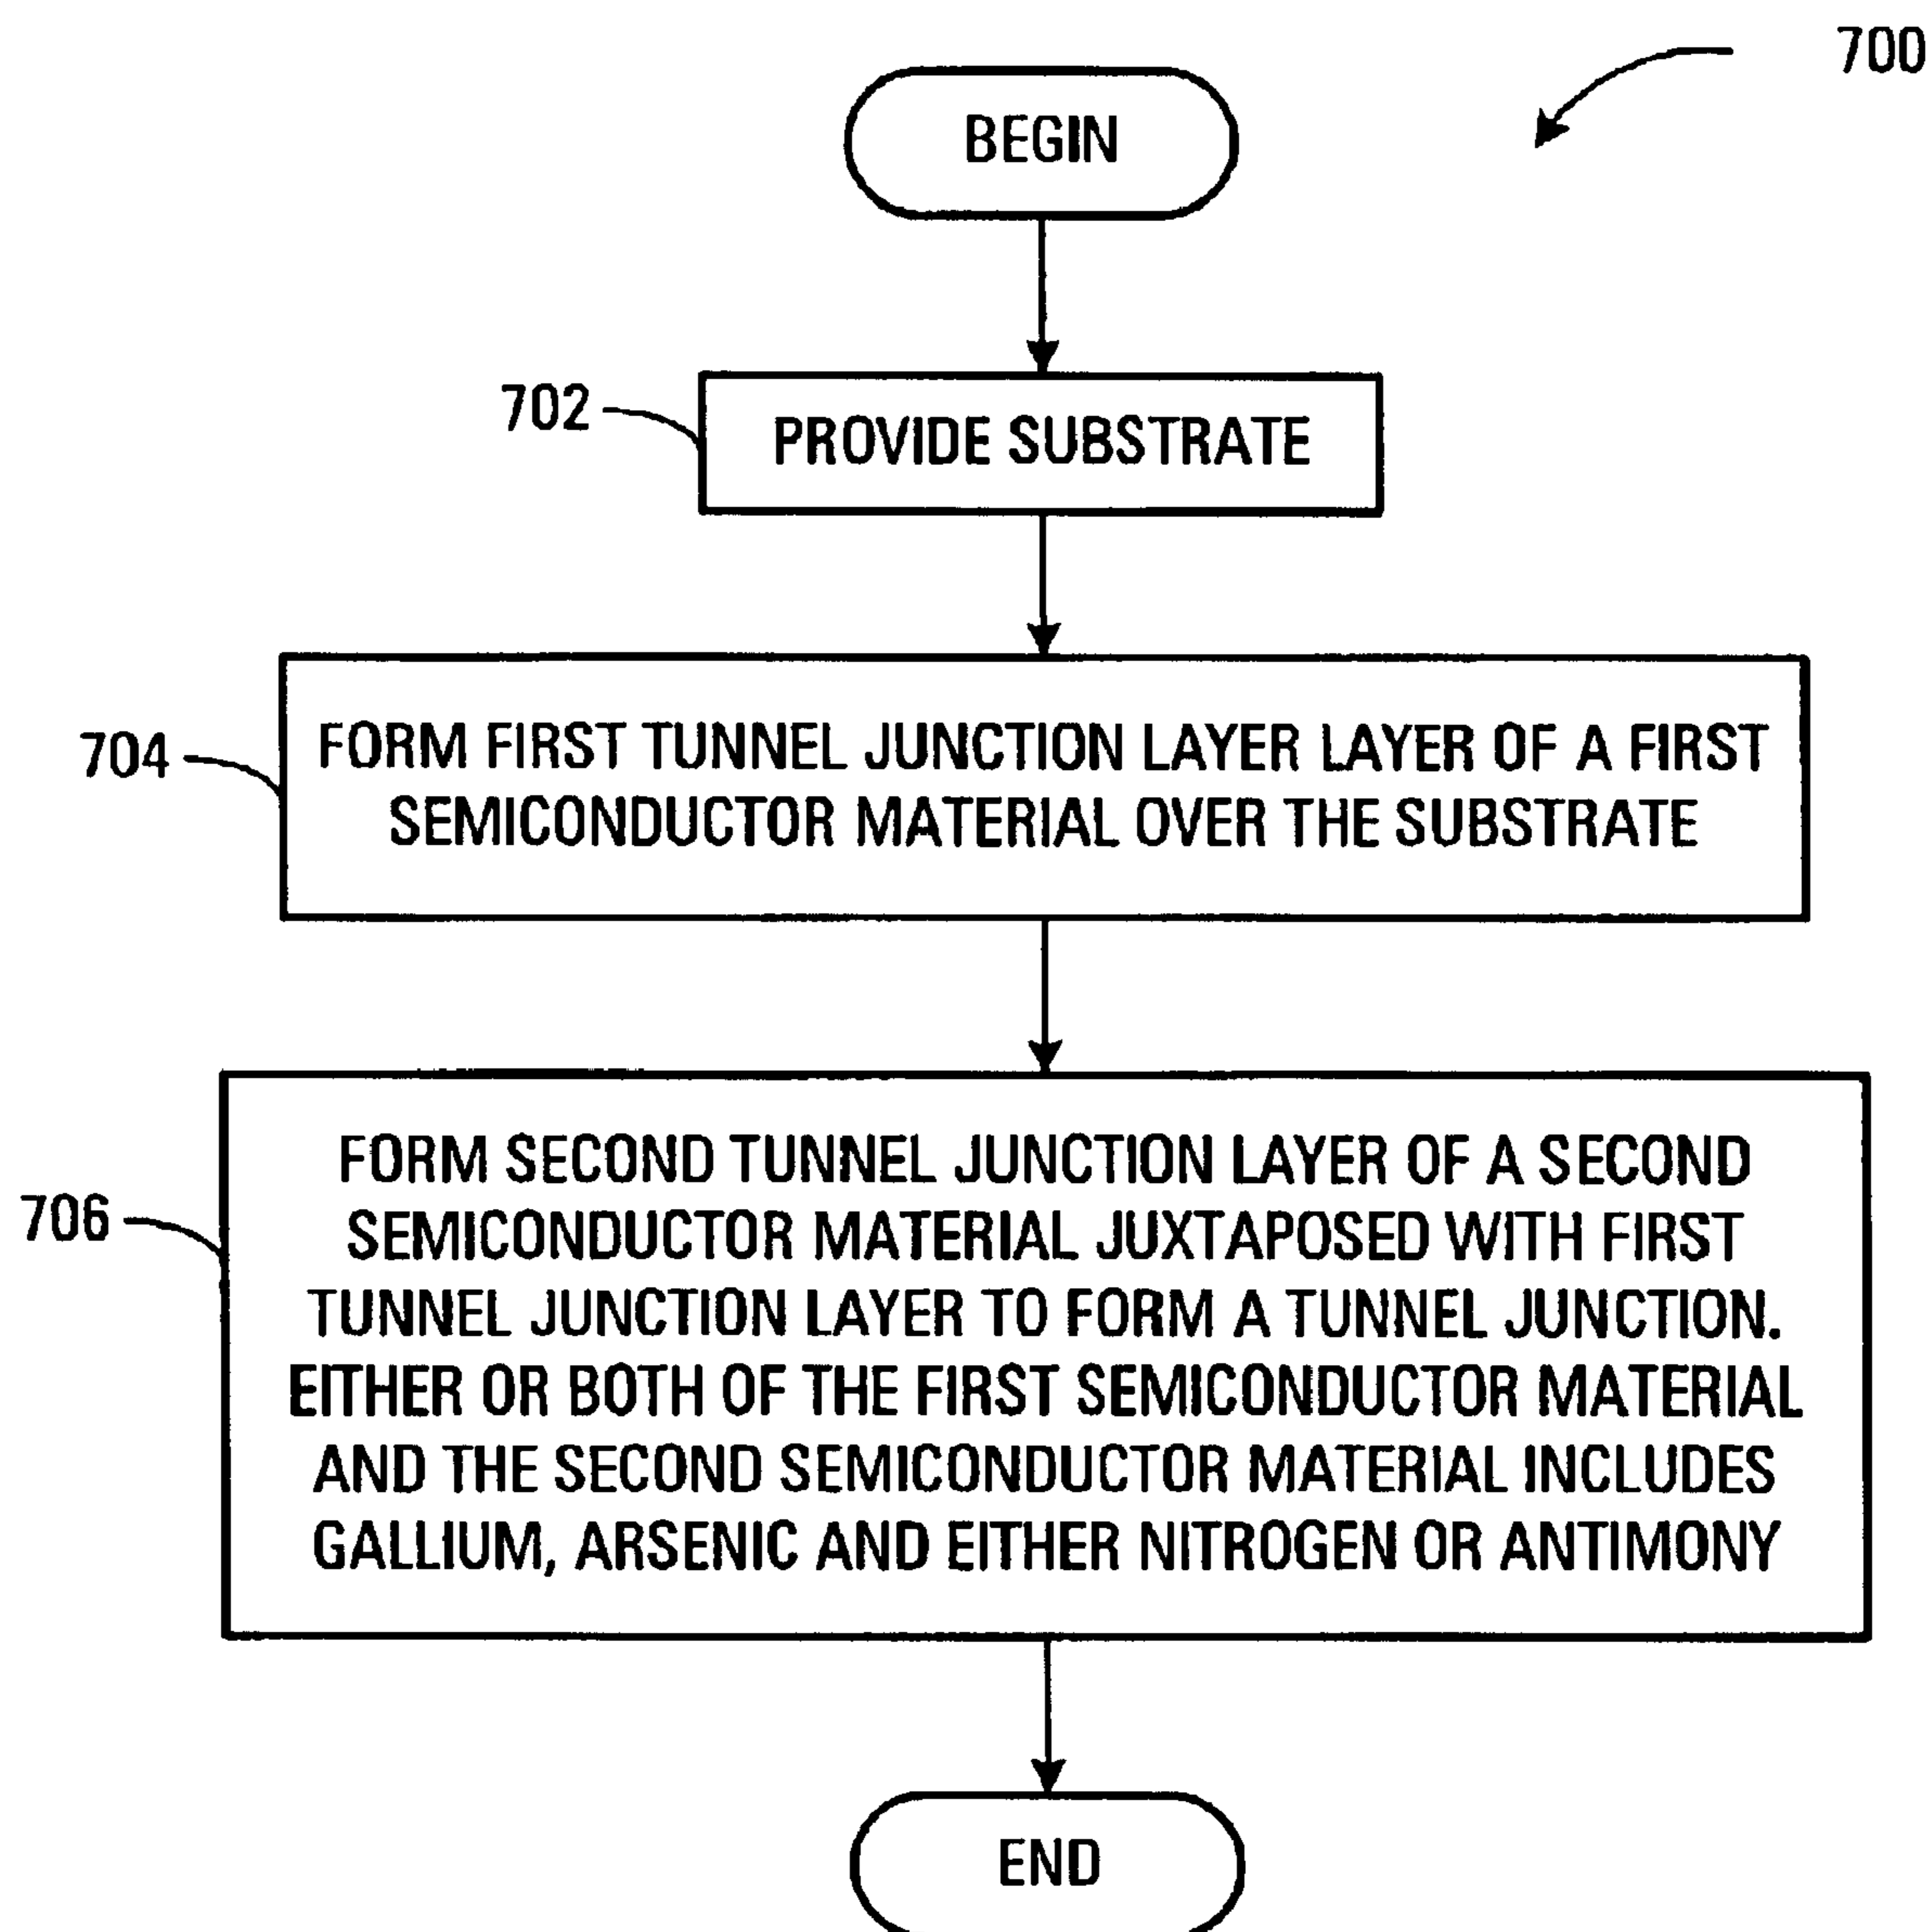 700
BEGIN
702
PROVIDE SUBSTRATE
704
FORM FIRST TUNNEL JUNCTION LAYER LAYER OF A FIRST
SEMICONDUCTOR MATERIAL OVER THE SUBSTRATE
706
FORM SECOND TUNNEL JUNCTION LAYER OF A SECOND
SEMICONDUCTOR MATERIAL JUXTAPOSED WITH FIRST
TUNNEL JUNCTION LAYER TO FORM A TUNNEL JUNCTION.
EITHER OR BOTH OF THE FIRST SEMICONDUCTOR MATERIAL
AND THE SECOND SEMICONDUCTOR MATERIAL INCLUDES
GALLIUM, ARSENIC AND EITHER NITROGEN OR ANTIMONY
END